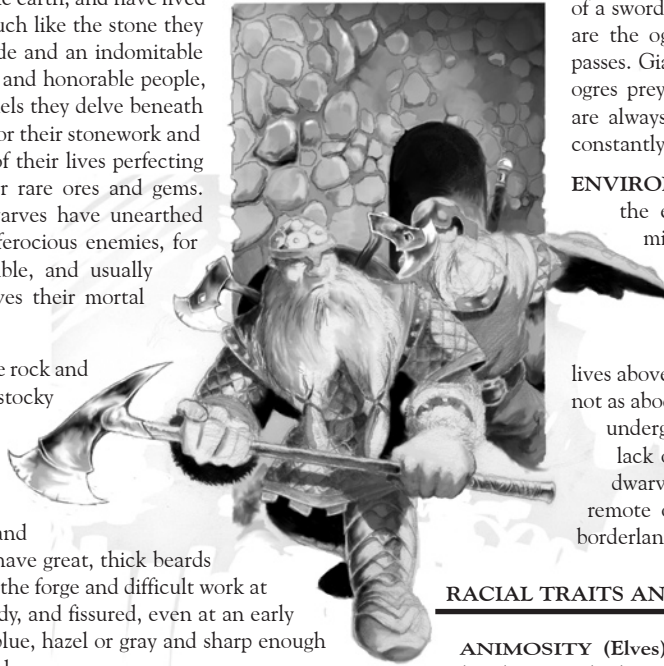 e earth, and have lived
uch like the stone they
de and an indomitable
and honorable people,
els they delve beneath
or their stonework and
of their lives perfecting
r rare ores and gems.
varves have unearthed
ferocious enemies, for
ble, and usually
ves their mortal
e rock and
stocky
and
have great, thick beards
the forge and difficult work at
dy, and fissured, even at an early
blue, hazel or gray and sharp enough
of a sword
are the og
passes. Gia
ogres prey
are always
constantly
ENVIRON
the e
mi
lives above
not as aboo
underg
lack o
dwarv
remote o
borderlan
RACIAL TRAITS AN
ANIMOSITY (Elves)